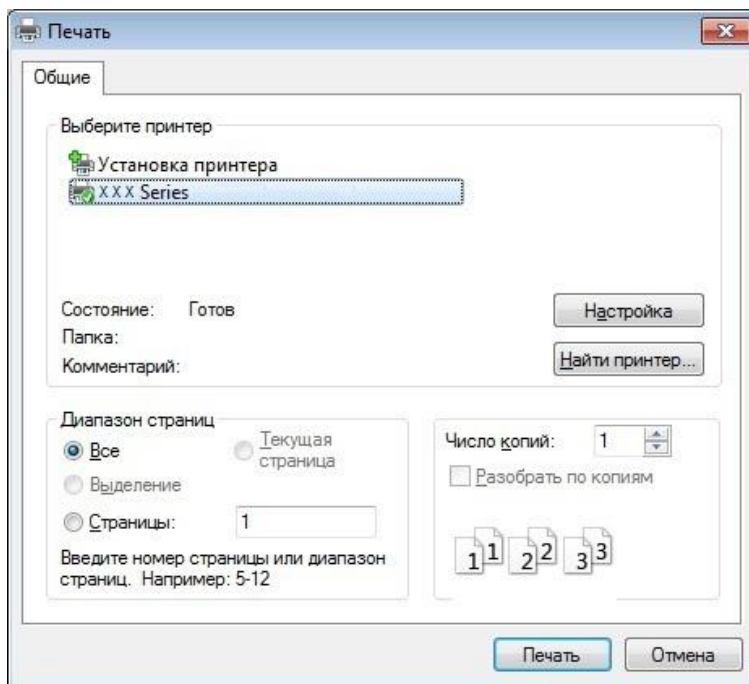 Печать
Общие
Выберите принтер
Установка принтера
XXX Series
Состояние: Готов
Папка:
Комментарий:
Настройка
Найти принтер...
Диапазон страниц
Все
Текущая
страница
Выделение
Страницы: 1
Введите номер страницы или диапазон
страниц. Например: 5-12
Число копий: 1
Разобрать по копиям
1 1 2 2 3 3
Печать
Отмена